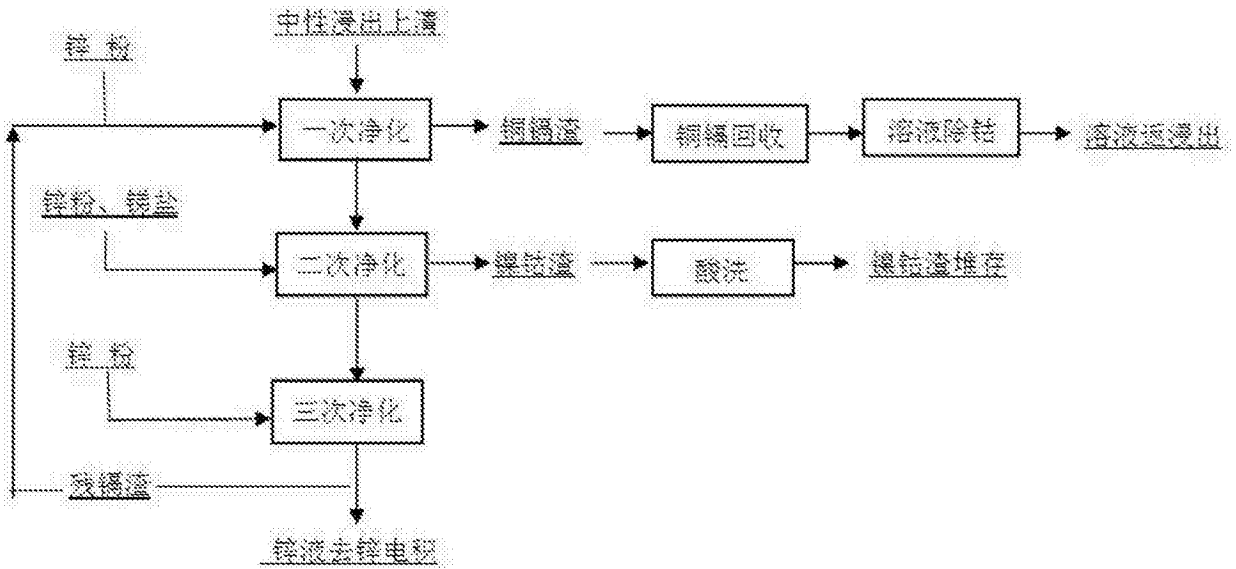 中性浸出上清
锌 粉
一次净化
铜镉渣
铜镉回收
溶液除钴
溶液返浸出
锌粉、锑盐
二次净化
镍钴渣
酸洗
镍钴渣堆存
锌 粉
三次净化
残镉渣
锌液去锌电积